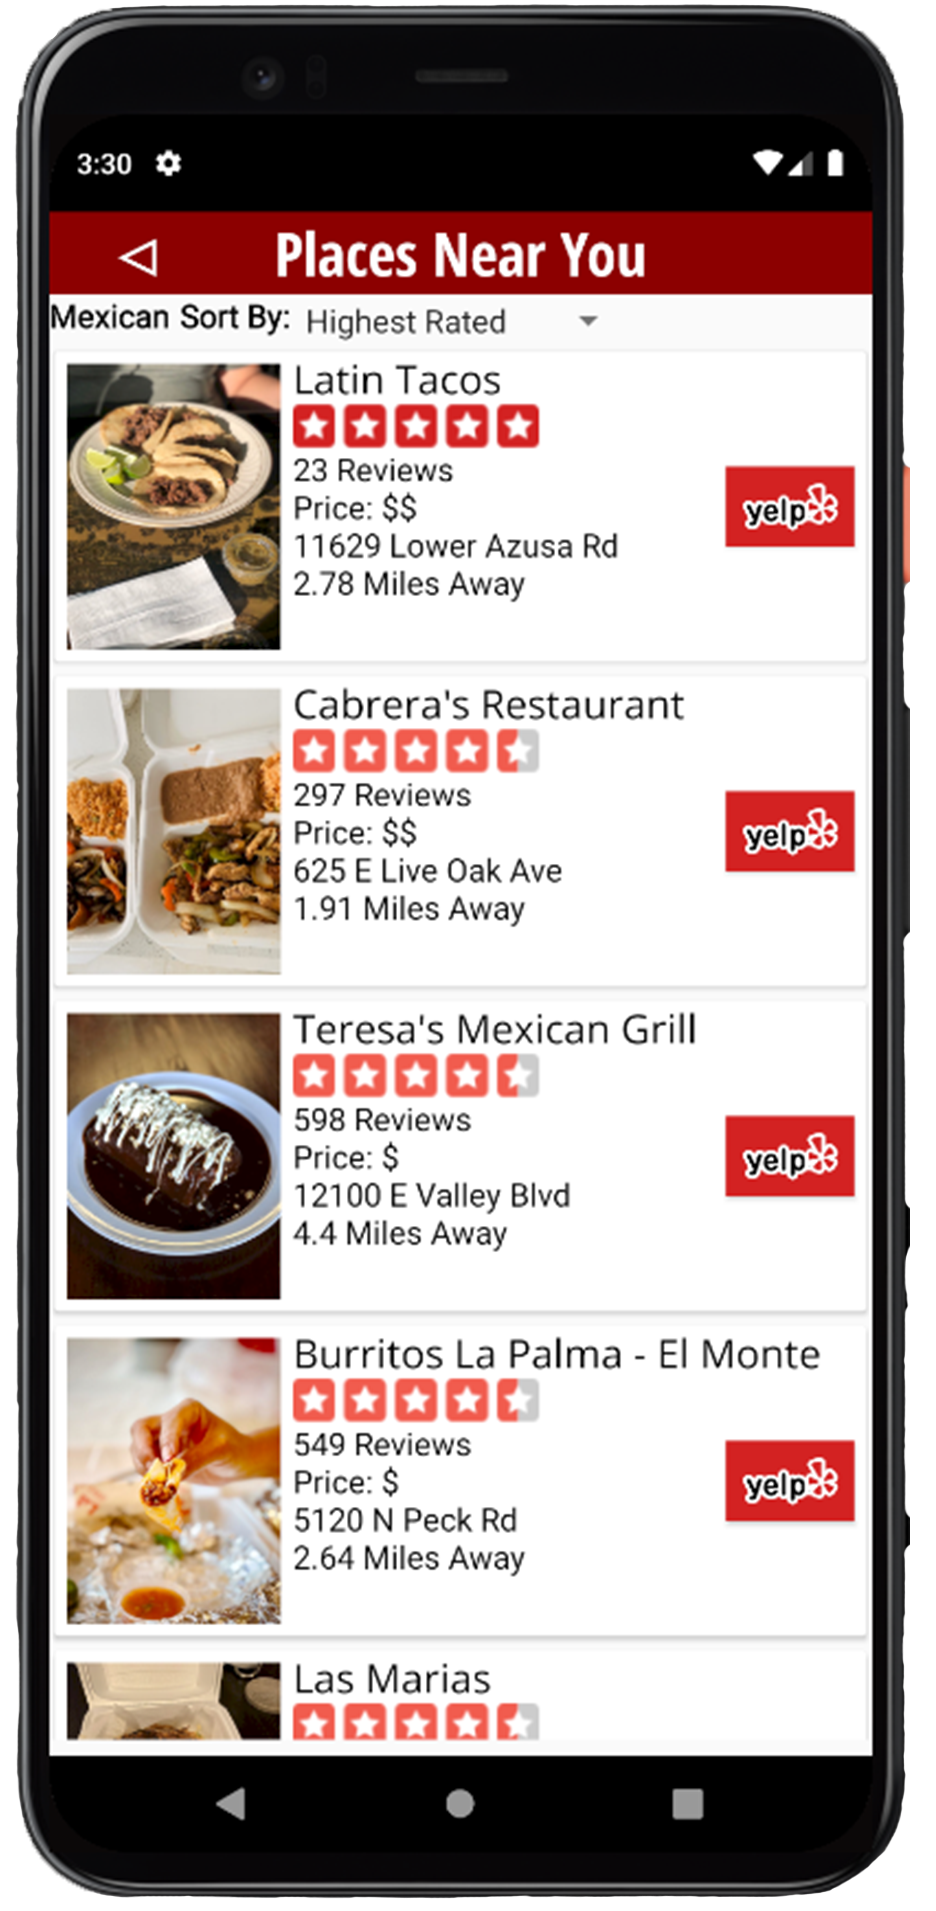 3:30
Places Near You
Mexican Sort By: Highest Rated
Latin Tacos
23 Reviews
Price: $$
11629 Lower Azusa Rd
2.78 Miles Away
yelp
Cabrera's Restaurant
297 Reviews
Price: $$
625 E Live Oak Ave
1.91 Miles Away
yelp
Teresa's Mexican Grill
598 Reviews
Price: $
12100 E Valley Blvd
4.4 Miles Away
yelp
Burritos La Palma - El Monte
549 Reviews
Price: $
5120 N Peck Rd
2.64 Miles Away
yelp
Las Marias